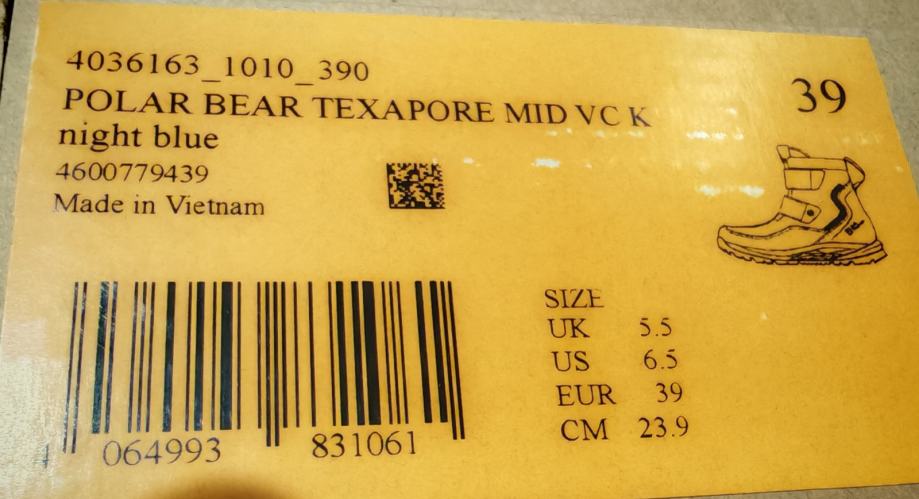 4036163_1010_390
39
POLAR BEAR TEXAPORE MID VC K
night blue
4600779439
Made in Vietnam
SIZE
UK 5.5
US 6.5
EUR 39
CM 23.9
4 064993 831061